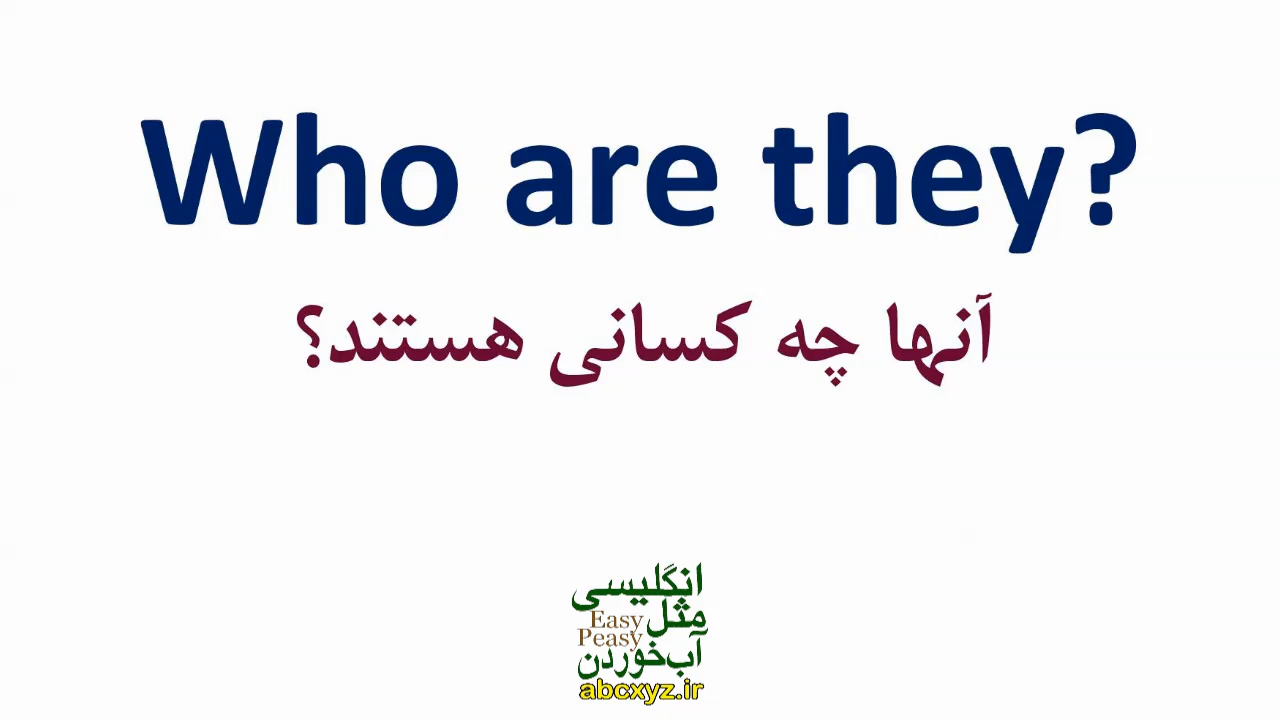 Who are they?
آنها چه کسانی هستند؟
انگلیسی
مثل Easy
Peasy
آب‌خوردن
abcxyz.ir